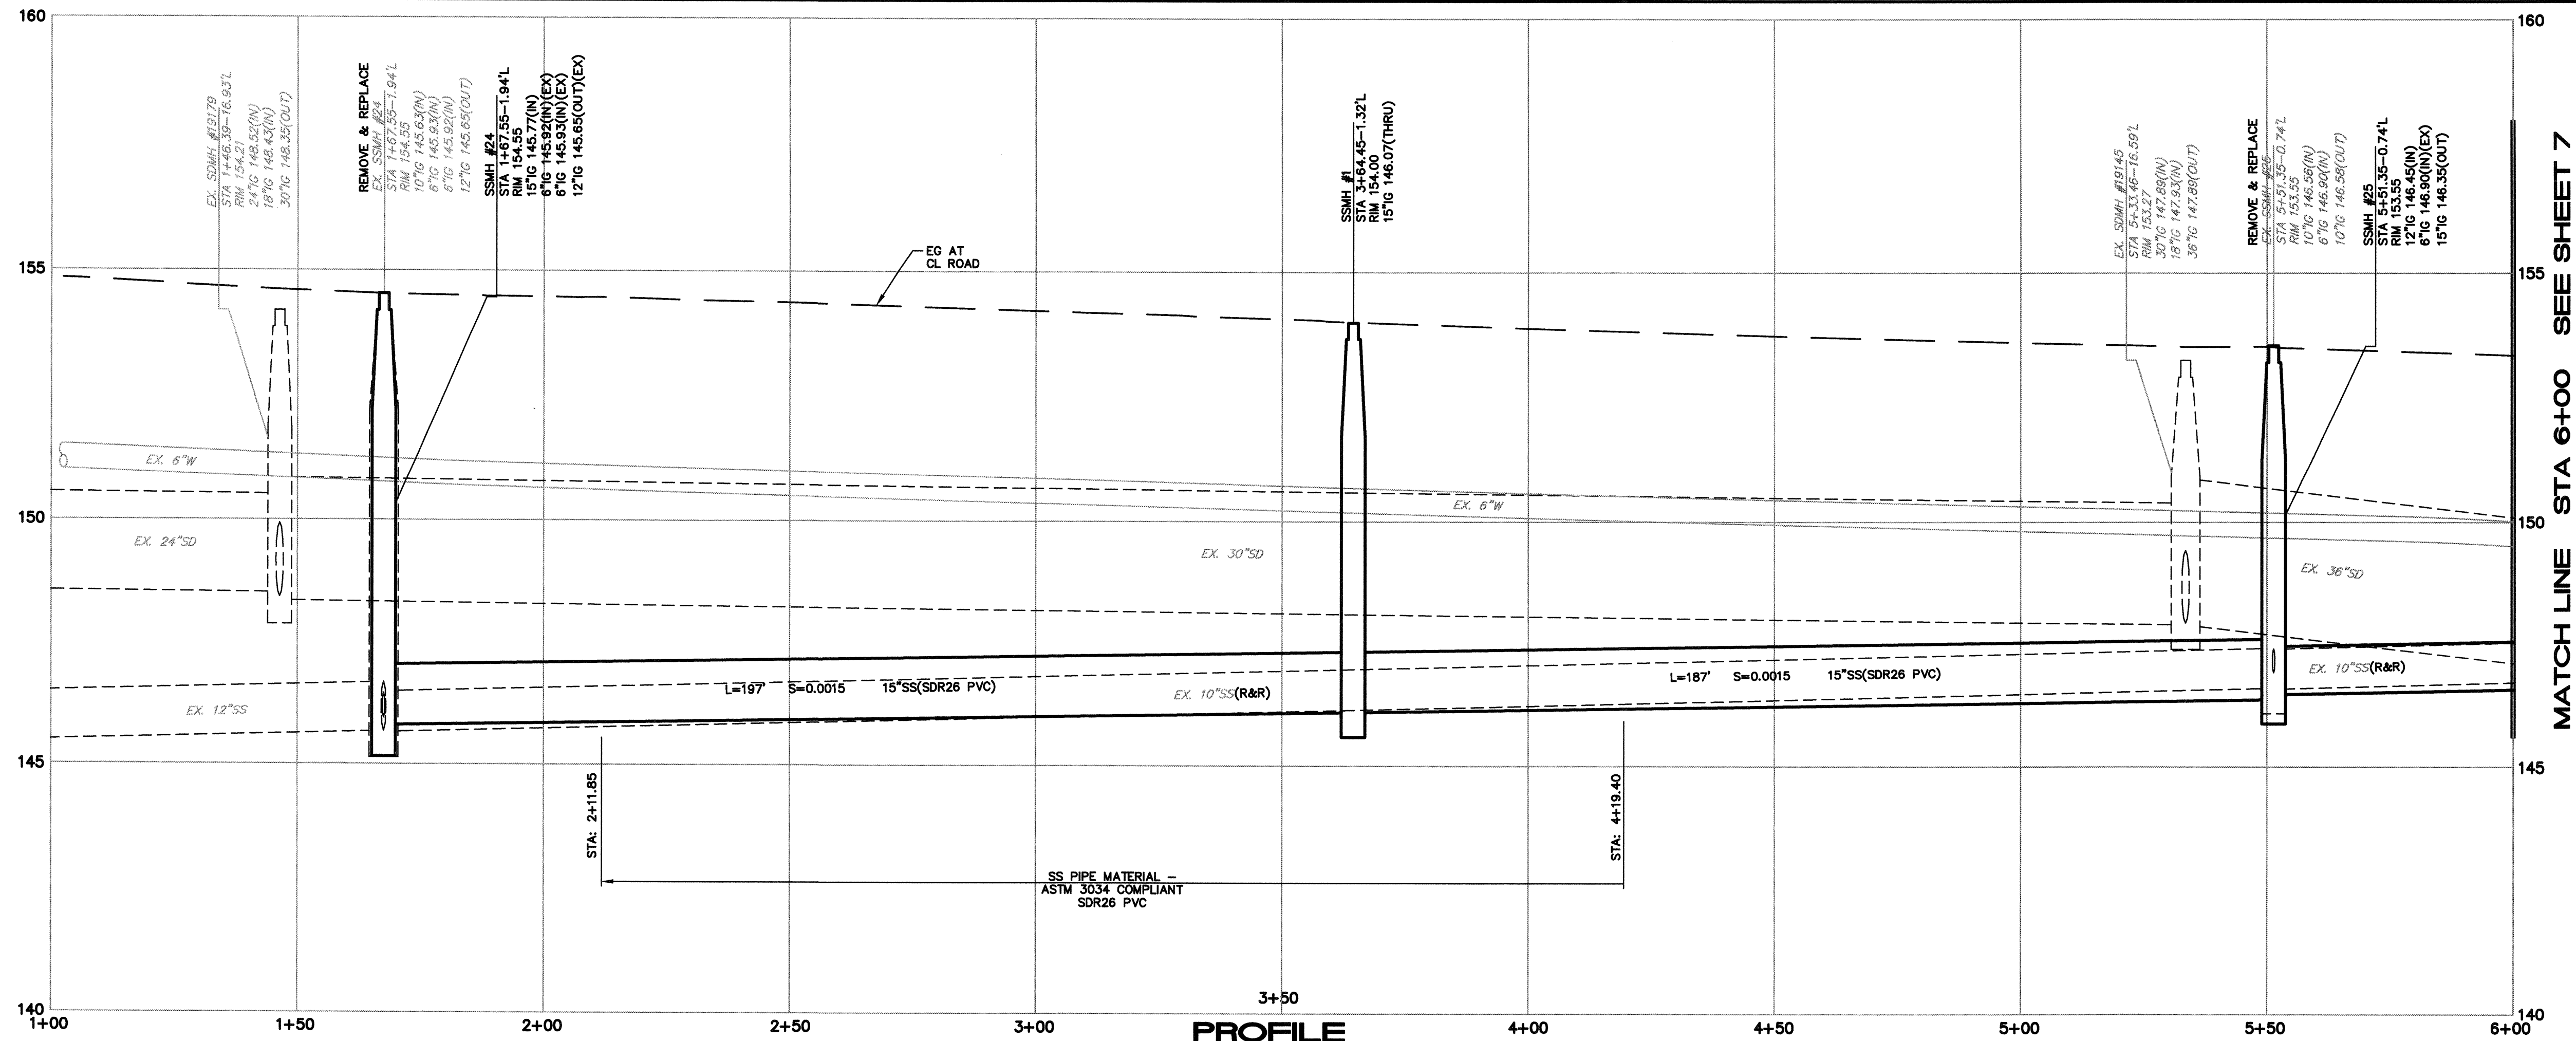 160
EX. SDMH #19179
STA 1+46.39-16.93'L
RIM 154.21
24"IG 148.52(IN)
18"IG 148.43(IN)
30"IG 148.35(OUT)
REMOVE & REPLACE
EX. SSMH #24
STA 1+67.55-1.94'L
RIM 154.55
10"IG 145.63(IN)
6"IG 145.93(IN)
6"IG 145.92(IN)
12"IG 145.65(OUT)
SSMH #24
STA 1+67.55-1.94'L
RIM 154.55
15"IG 145.77(IN)
6"IG 145.92(IN)(EX)
6"IG 145.93(IN)(EX)
12"IG 145.65(OUT)(EX)
SSMH #1
STA 3+64.45-1.32'L
RIM 154.00
15"IG 146.07(THRU)
EX. SDMH #19145
STA 5+33.46-16.59'L
RIM 153.27
30"IG 147.89(IN)
18"IG 147.93(IN)
36"IG 147.89(OUT)
REMOVE & REPLACE
EX. SSMH #25
STA 5+51.35-0.74'L
RIM 153.55
10"IG 146.56(IN)
6"IG 146.90(IN)
10"IG 146.58(OUT)
SSMH #25
STA 5+51.35-0.74'L
RIM 153.55
12"IG 146.45(IN)
6"IG 146.90(IN)(EX)
15"IG 146.35(OUT)
160
MATCH LINE STA 6+00 SEE SHEET 7
155
EG AT
CL ROAD
155
EX. 6"W
EX. 6"W
150
150
EX. 24"SD
EX. 30"SD
EX. 36"SD
EX. 12"SS
L=197' S=0.0015 15"SS(SDR26 PVC)
EX. 10"SS(R&R)
L=187' S=0.0015 15"SS(SDR26 PVC)
EX. 10"SS(R&R)
145
145
STA: 2+11.85
STA: 4+19.40
SS PIPE MATERIAL -
ASTM 3034 COMPLIANT
SDR26 PVC
140
140
1+00
1+50
2+00
2+50
3+00
3+50
4+00
4+50
5+00
5+50
6+00
PROFILE